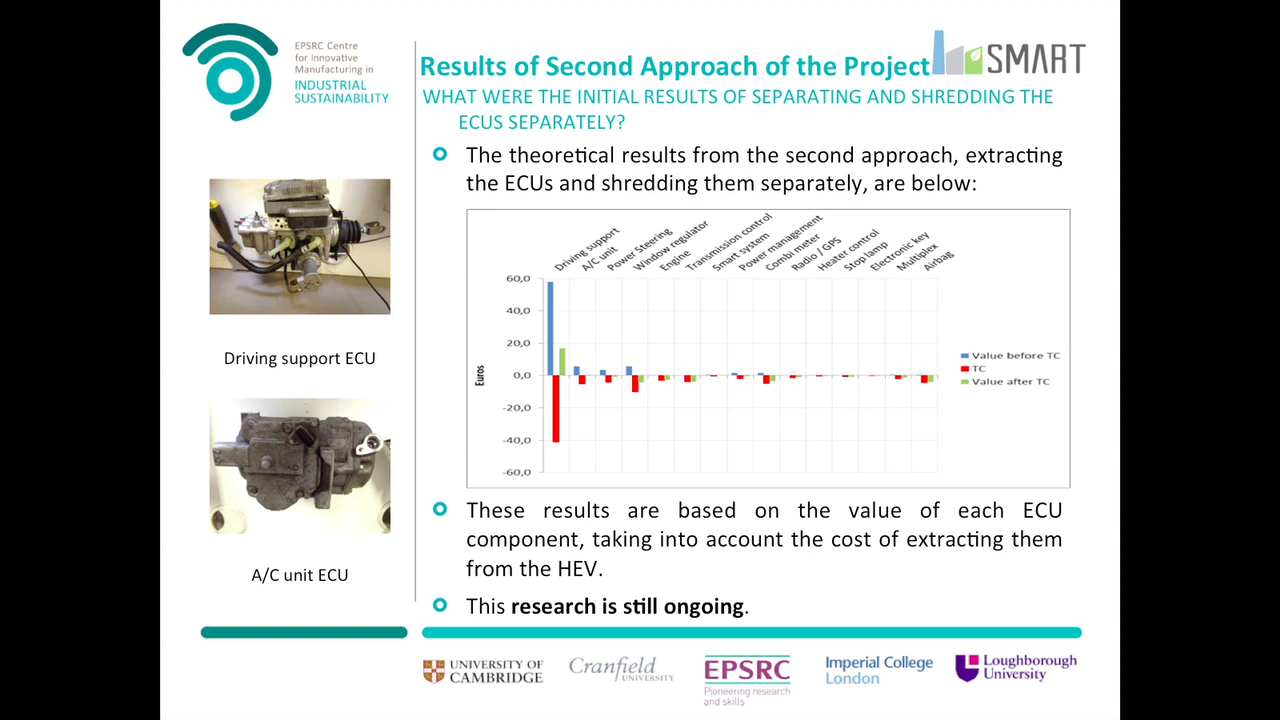 EPSRC Centre
for Innovative
Manufacturing in
INDUSTRIAL
SUSTAINABILITY
SMART
Results of Second Approach of the Project
WHAT WERE THE INITIAL RESULTS OF SEPARATING AND SHREDDING THE
ECUS SEPARATELY?
The theoretical results from the second approach, extracting
the ECUs and shredding them separately, are below:
Driving support
A/C unit
Power Steering
Window regulator
Engine
Transmission control
Smart system
Power management
Combi meter
Radio / GPS
Heater control
Stop lamp
Electronic key
Multiplex
Airbag
60,0
40,0
20,0
0,0
-20,0
-40,0
-60,0
Euros
Value before TC
TC
Value after TC
Driving support ECU
A/C unit ECU
These results are based on the value of each ECU
component, taking into account the cost of extracting them
from the HEV.
This research is still ongoing.
UNIVERSITY OF
CAMBRIDGE
Cranfield
UNIVERSITY
EPSRC
Pioneering research
and skills
Imperial College
London
Loughborough
University